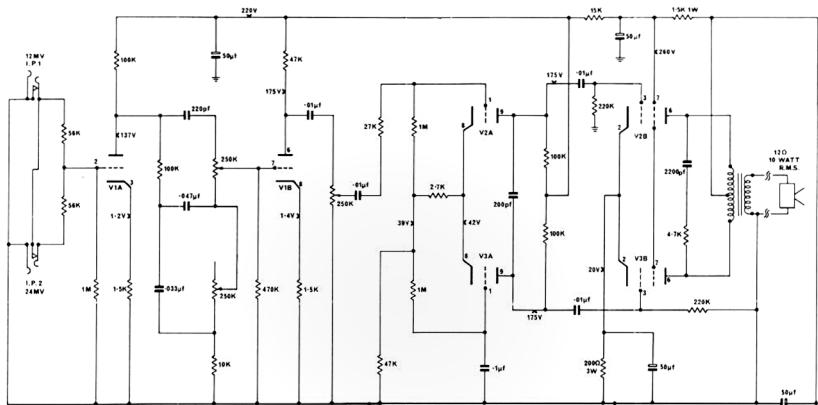 12MV
I.P.1
56K
56K
I.P.2
24MV
100K
137V
2
V1A
3
1-2V
1M
1-5K
220V
50µf
220pf
100K
250K
-047µf
-033µf
250K
10K
47K
175V
6
7
V1B
8
1-4V
470K
1-5K
-01µf
250K
-01µf
27K
1M
2-7K
39V
42V
1M
47K
-1µf
1
V2A
9
8
200pf
8
V3A
9
1
175V
-01µf
100K
100K
175V
-01µf
15K
50µf
1-5K 1W
260V
220K
3
7
2
V2B
6
2200pf
4-7K
20V
2
V3B
7
3
6
220K
200Ω
3W
50µf
12Ω
10 WATT
R.M.S.
50µf